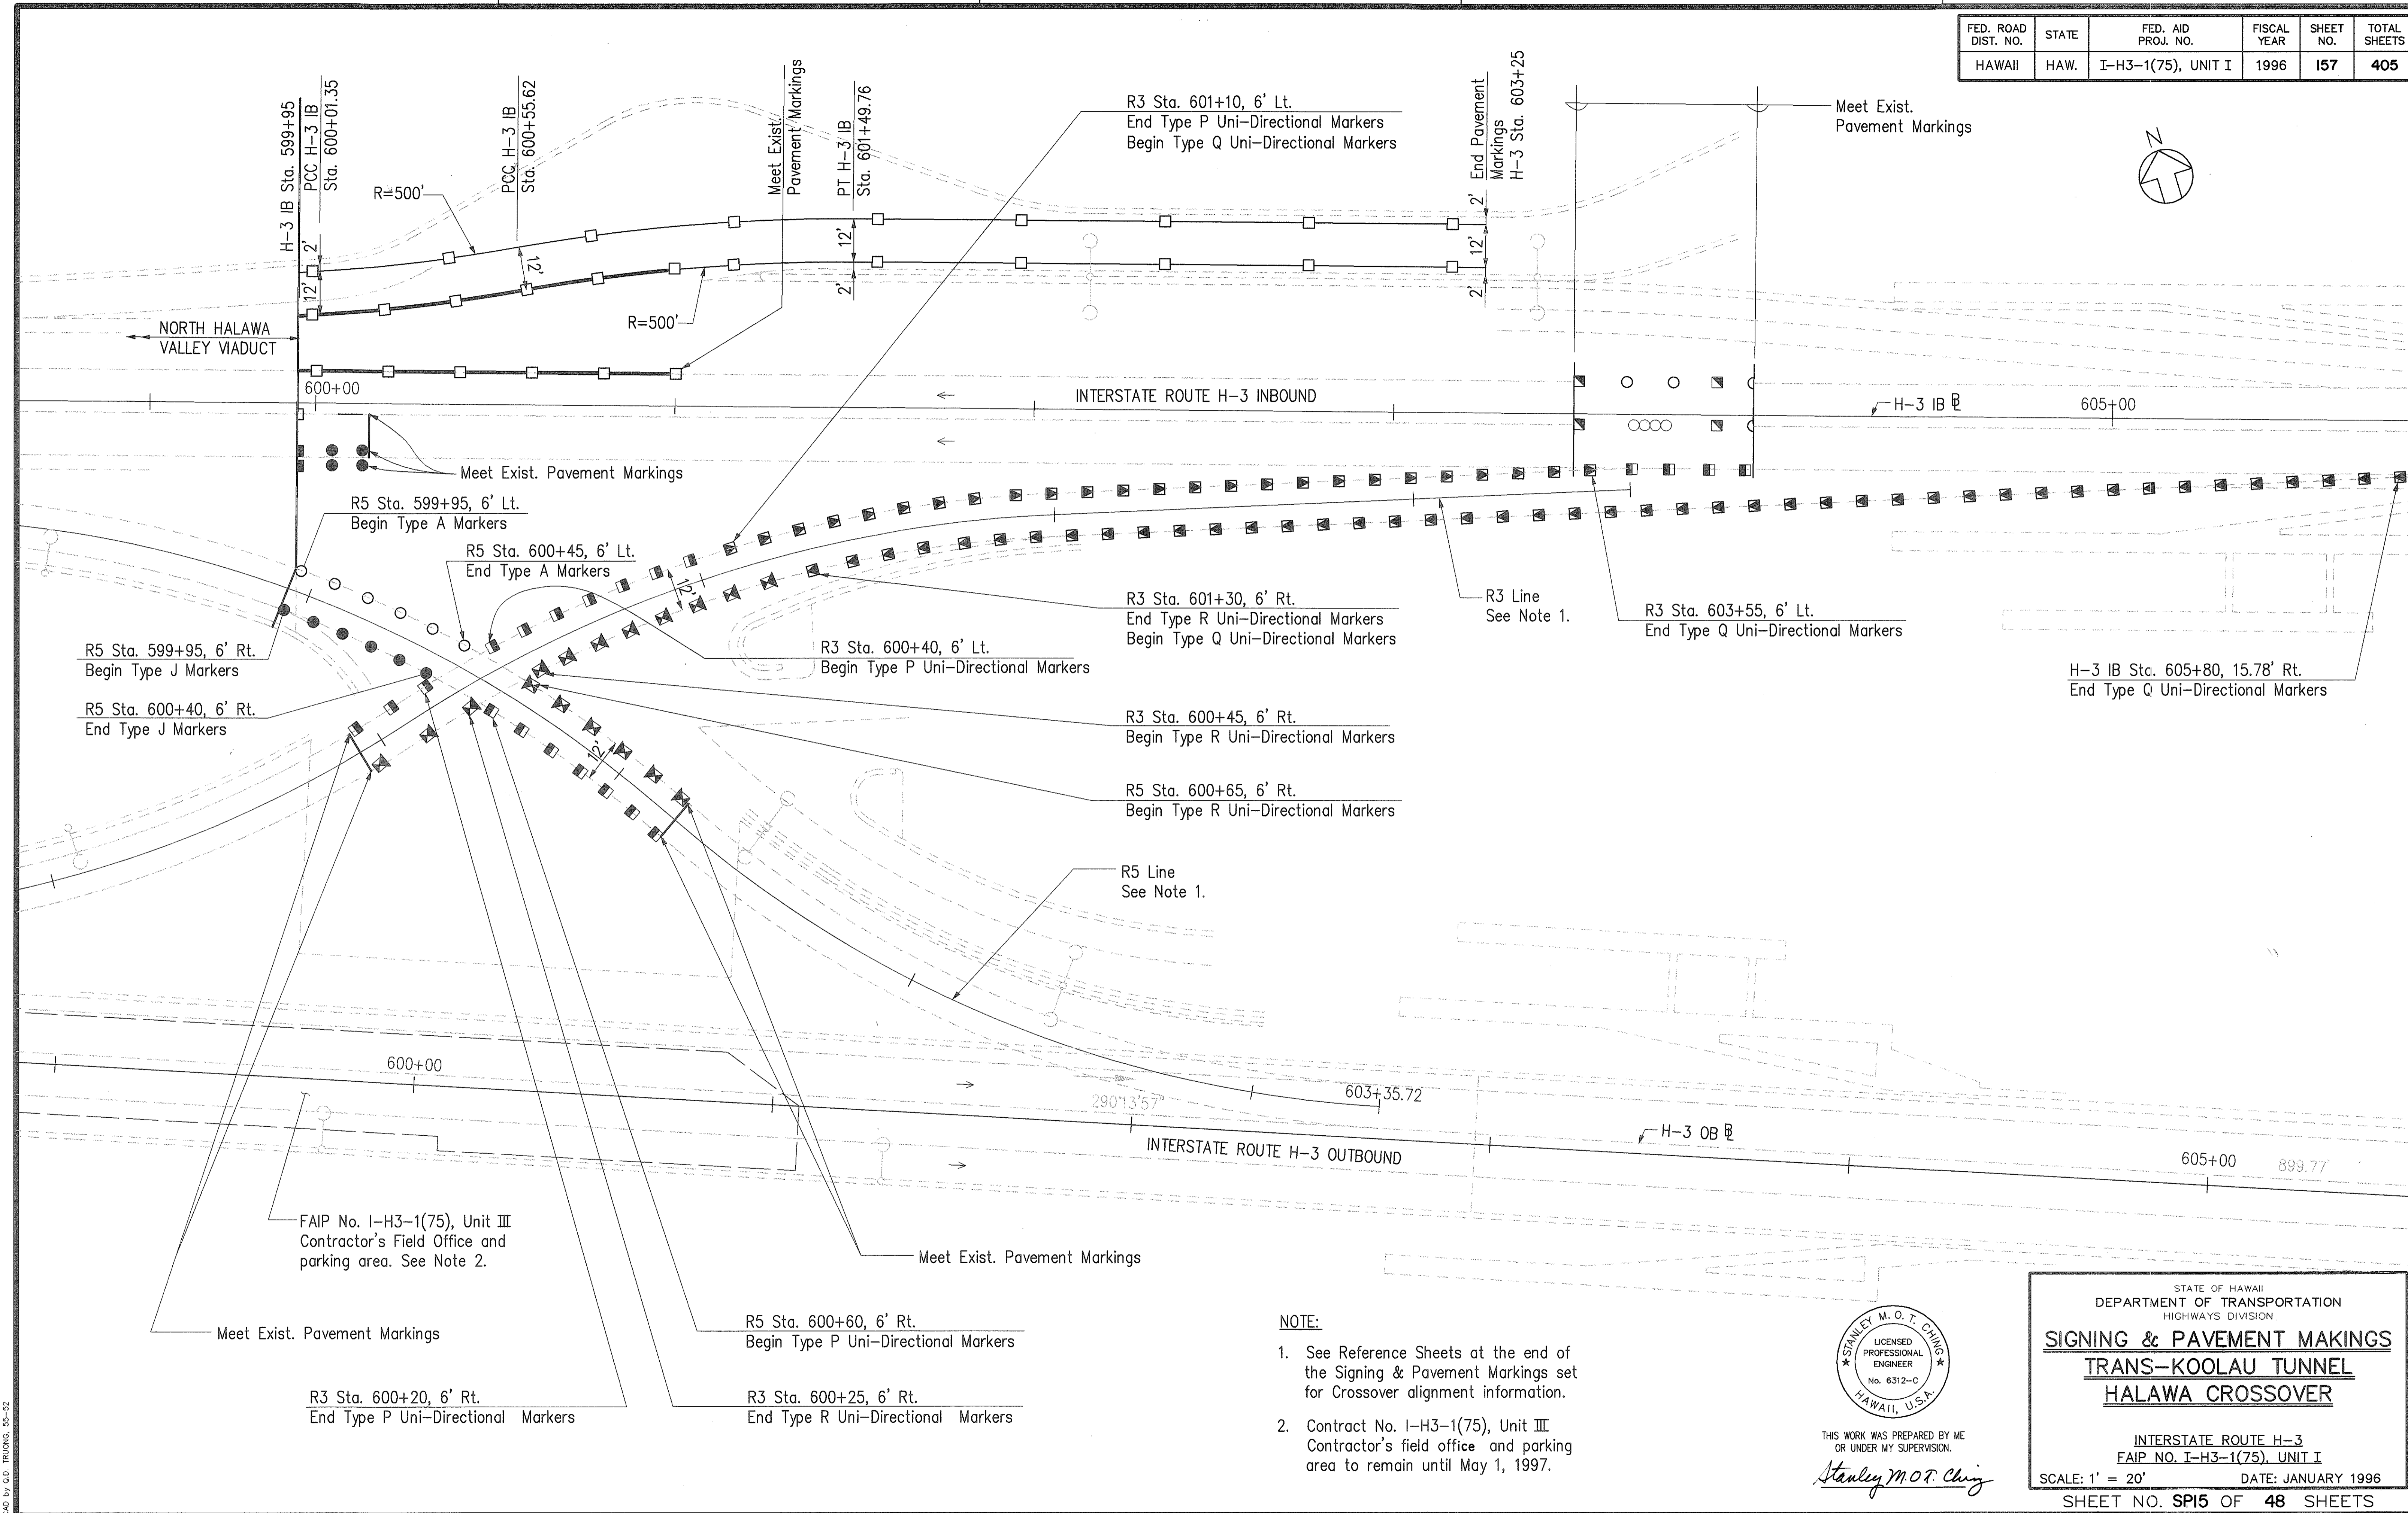 FED. ROAD DIST. NO.
STATE
FED. AID PROJ. NO.
FISCAL YEAR
SHEET NO.
TOTAL SHEETS
HAWAII
HAW.
I-H3-1(75), UNIT I
1996
157
405
H-3 IB Sta. 599+95
PCC H-3 IB
Sta. 600+01.35
PCC H-3 IB
Sta. 600+55.62
Meet Exist.
Pavement Markings
PT H-3 IB
Sta. 601+49.76
R3 Sta. 601+10, 6' Lt.
End Type P Uni-Directional Markers
Begin Type Q Uni-Directional Markers
End Pavement
Markings
H-3 Sta. 603+25
Meet Exist.
Pavement Markings
N
R=500'
2'
12'
12'
12'
2'
2'
12'
2'
R=500'
NORTH HALAWA
VALLEY VIADUCT
600+00
INTERSTATE ROUTE H-3 INBOUND
H-3 IB BL
605+00
Meet Exist. Pavement Markings
R5 Sta. 599+95, 6' Lt.
Begin Type A Markers
R5 Sta. 600+45, 6' Lt.
End Type A Markers
12'
R3 Sta. 601+30, 6' Rt.
End Type R Uni-Directional Markers
Begin Type Q Uni-Directional Markers
R3 Line
See Note 1.
R3 Sta. 603+55, 6' Lt.
End Type Q Uni-Directional Markers
R5 Sta. 599+95, 6' Rt.
Begin Type J Markers
R3 Sta. 600+40, 6' Lt.
Begin Type P Uni-Directional Markers
H-3 IB Sta. 605+80, 15.78' Rt.
End Type Q Uni-Directional Markers
R5 Sta. 600+40, 6' Rt.
End Type J Markers
R3 Sta. 600+45, 6' Rt.
Begin Type R Uni-Directional Markers
12'
R5 Sta. 600+65, 6' Rt.
Begin Type R Uni-Directional Markers
R5 Line
See Note 1.
600+00
290°13'57"
603+35.72
INTERSTATE ROUTE H-3 OUTBOUND
H-3 OB BL
605+00
899.77'
FAIP No. I-H3-1(75), Unit III
Contractor's Field Office and
parking area. See Note 2.
Meet Exist. Pavement Markings
Meet Exist. Pavement Markings
R5 Sta. 600+60, 6' Rt.
Begin Type P Uni-Directional Markers
R3 Sta. 600+20, 6' Rt.
End Type P Uni-Directional Markers
R3 Sta. 600+25, 6' Rt.
End Type R Uni-Directional Markers
NOTE:
1. See Reference Sheets at the end of
the Signing & Pavement Markings set
for Crossover alignment information.
2. Contract No. I-H3-1(75), Unit III
Contractor's field office and parking
area to remain until May 1, 1997.
STANLEY M. O. T. CHING
LICENSED
PROFESSIONAL
ENGINEER
No. 6312-C
HAWAII, U.S.A.
THIS WORK WAS PREPARED BY ME
OR UNDER MY SUPERVISION.
Stanley M.O.T. Ching
STATE OF HAWAII
DEPARTMENT OF TRANSPORTATION
HIGHWAYS DIVISION
SIGNING & PAVEMENT MAKINGS
TRANS-KOOLAU TUNNEL
HALAWA CROSSOVER
INTERSTATE ROUTE H-3
FAIP NO. I-H3-1(75), UNIT I
SCALE: 1' = 20' DATE: JANUARY 1996
SHEET NO. SP15 OF 48 SHEETS
CAD by Q.D. TRUONG, 55-52